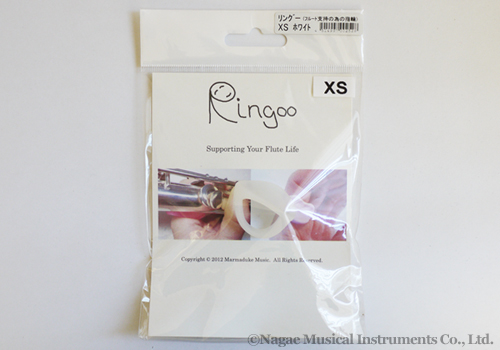 リングー（フルート支持の為の指輪）
XS ホワイト
XS
Ringoo
Supporting Your Flute Life
Copyright © 2012 Marmaduke Music. All Rights Reserved.
©Nagae Musical Instruments Co., Ltd.